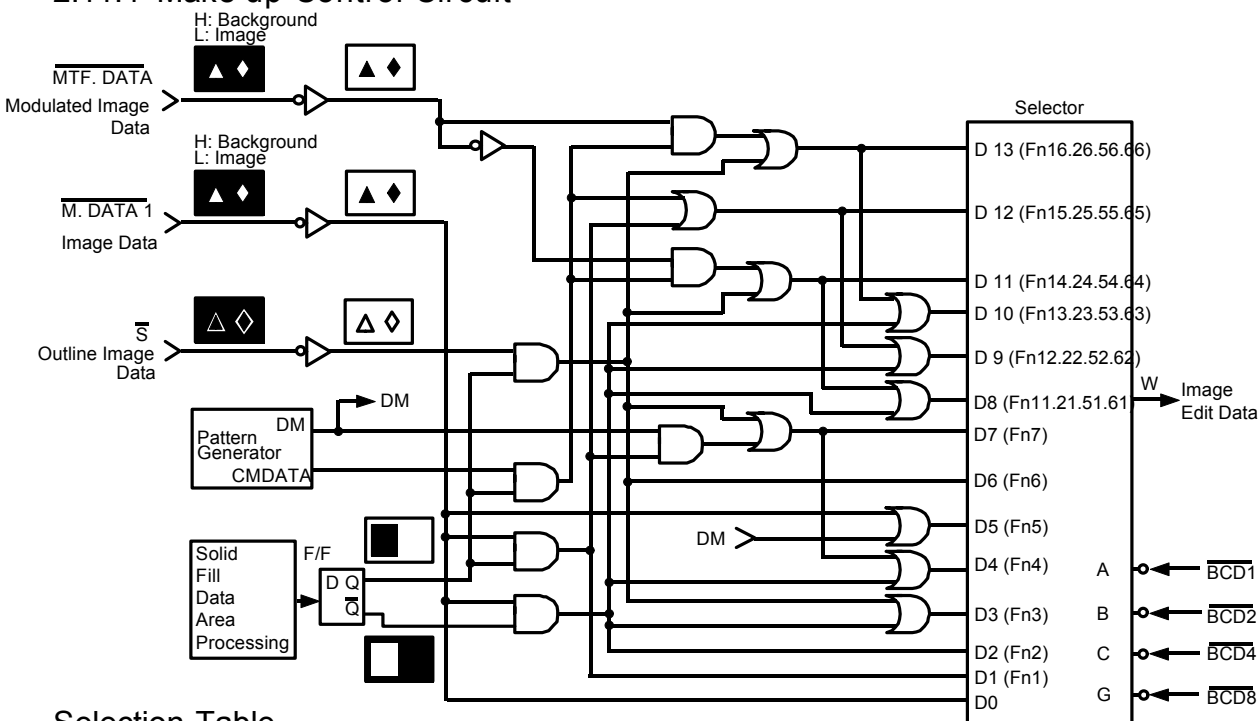 2.11.1 Make up Control Circuit
H: Background
L: Image
MTF. DATA
Modulated Image
Data
H: Background
L: Image
M. DATA 1
Image Data
S
Outline Image
Data
DM
DM
Pattern
Generator
CMDATA
Solid
Fill
Data
Area
Processing
F/F
D Q
Q
DM
Selector
D 13 (Fn16.26.56.66)
D 12 (Fn15.25.55.65)
D 11 (Fn14.24.54.64)
D 10 (Fn13.23.53.63)
D 9 (Fn12.22.52.62)
D8 (Fn11.21.51.61)
D7 (Fn7)
D6 (Fn6)
D5 (Fn5)
D4 (Fn4)
D3 (Fn3)
D2 (Fn2)
D1 (Fn1)
D0
W
Image
Edit Data
A
BCD1
B
BCD2
C
BCD4
G
BCD8
Selection Table